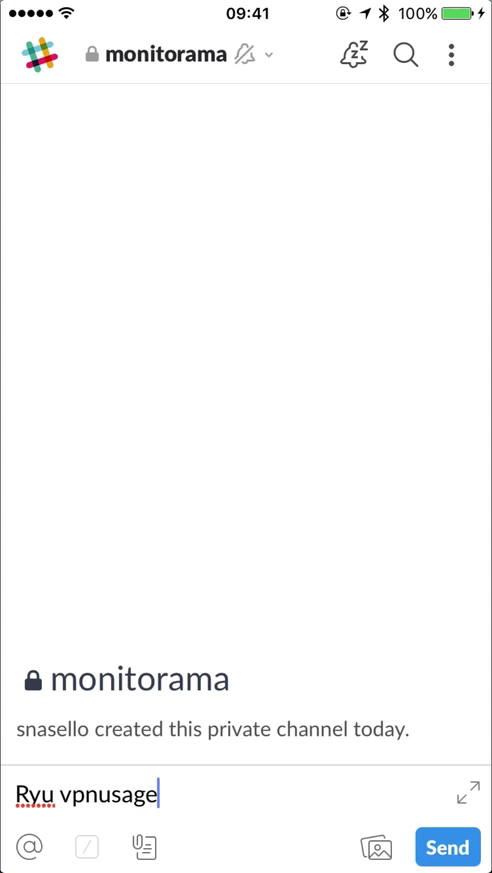 09:41 100%
monitorama
monitorama
snasello created this private channel today.
Ryu vpnusage
Send